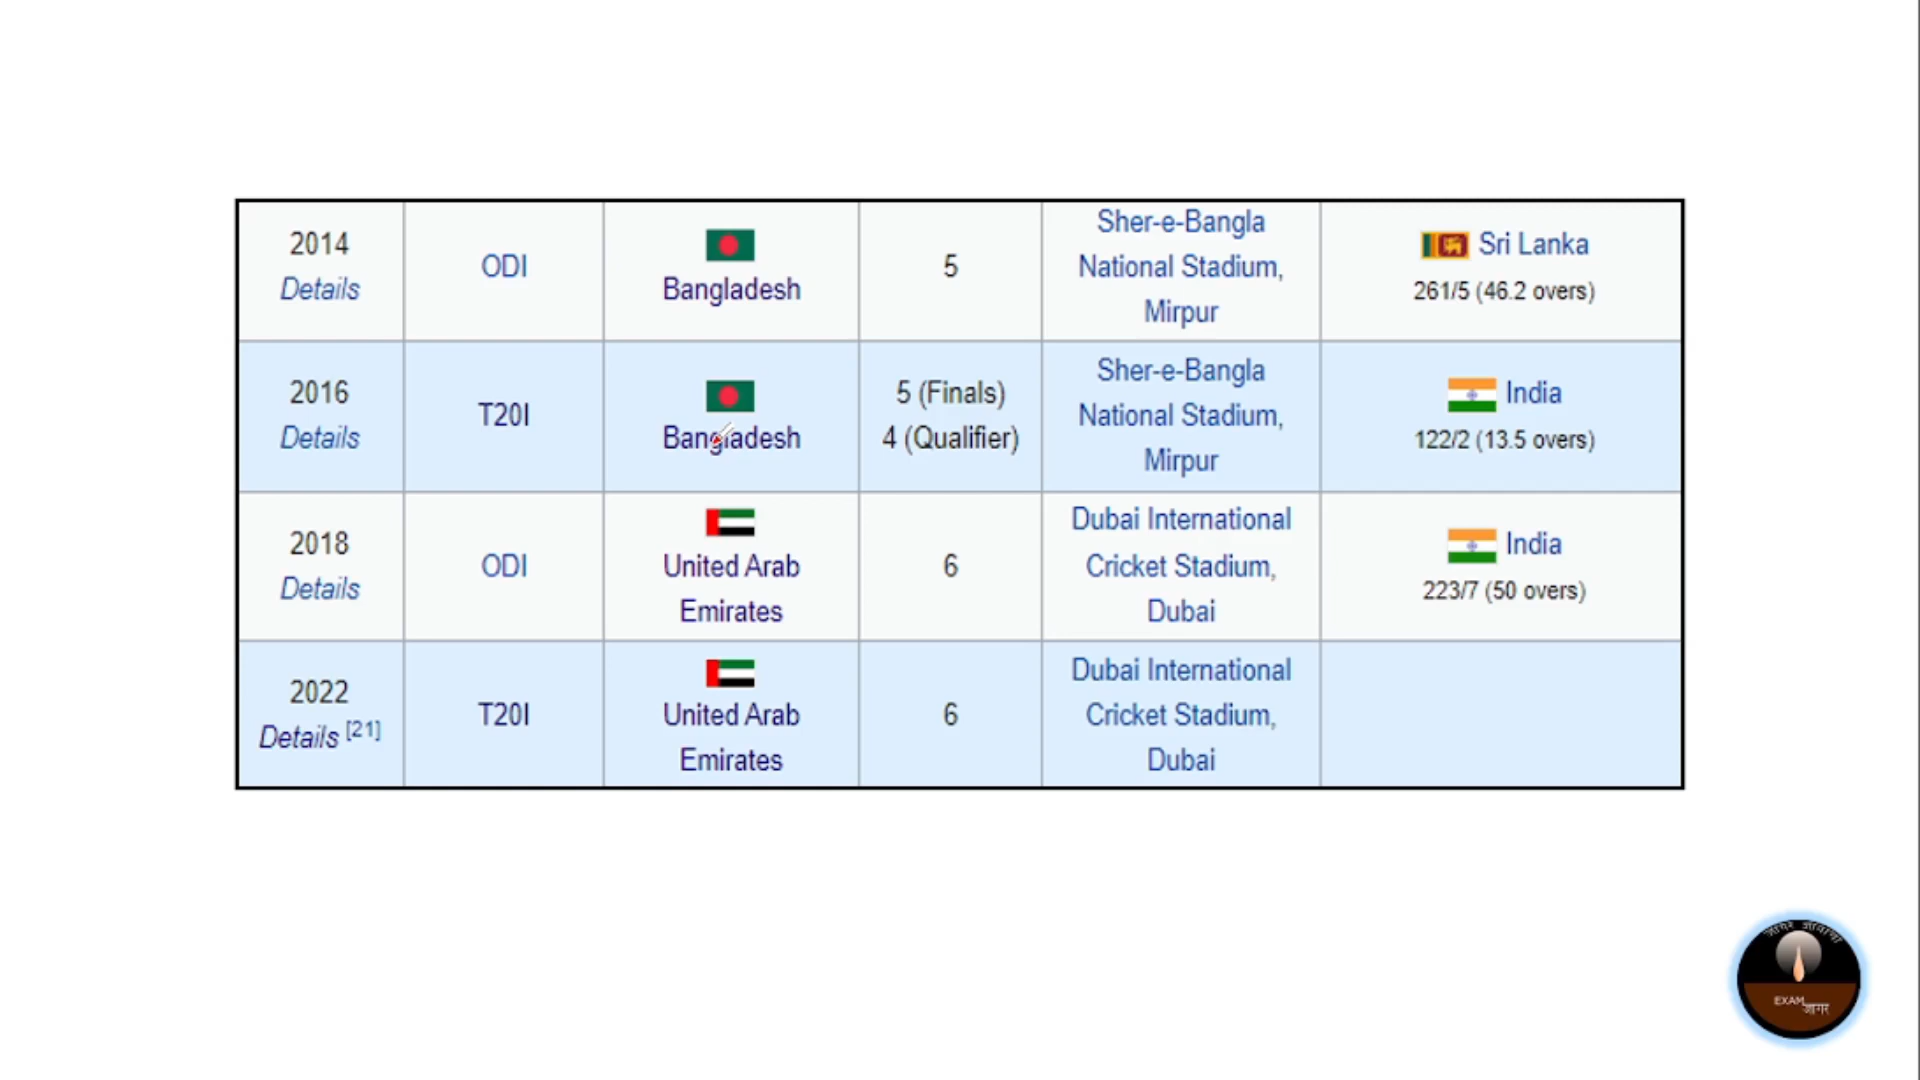 2014
Details
ODI
Bangladesh
5
Sher-e-Bangla
National Stadium,
Mirpur
Sri Lanka
261/5 (46.2 overs)
2016
Details
T20I
Bangladesh
5 (Finals)
4 (Qualifier)
Sher-e-Bangla
National Stadium,
Mirpur
India
122/2 (13.5 overs)
2018
Details
ODI
United Arab
Emirates
6
Dubai International
Cricket Stadium,
Dubai
India
223/7 (50 overs)
2022
Details [21]
T20I
United Arab
Emirates
6
Dubai International
Cricket Stadium,
Dubai
EXAM
जागर